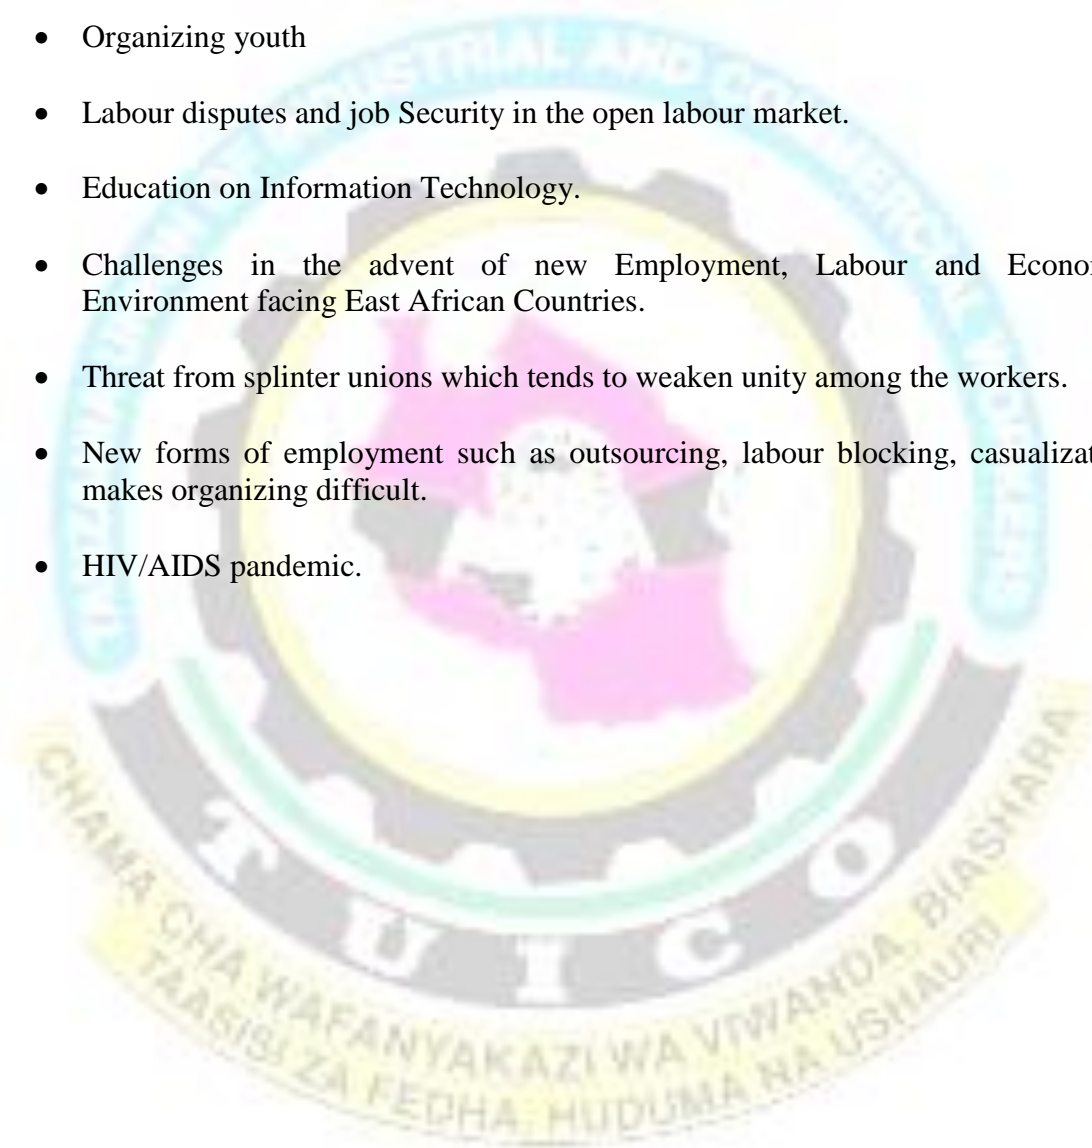 • Organizing youth
• Labour disputes and job Security in the open labour market.
• Education on Information Technology.
• Challenges in the advent of new Employment, Labour and Econo
Environment facing East African Countries.
• Threat from splinter unions which tends to weaken unity among the workers.
• New forms of employment such as outsourcing, labour blocking, casualizat
makes organizing difficult.
• HIV/AIDS pandemic.
INDUSTRIAL AND COMMERCIAL WORKERS
TUICO
CHAMA CHA WAFANYAKAZI WA VIWANDA, BIASHARA
TAASISI ZA FEDHA, HUDUMA NA USHAURI